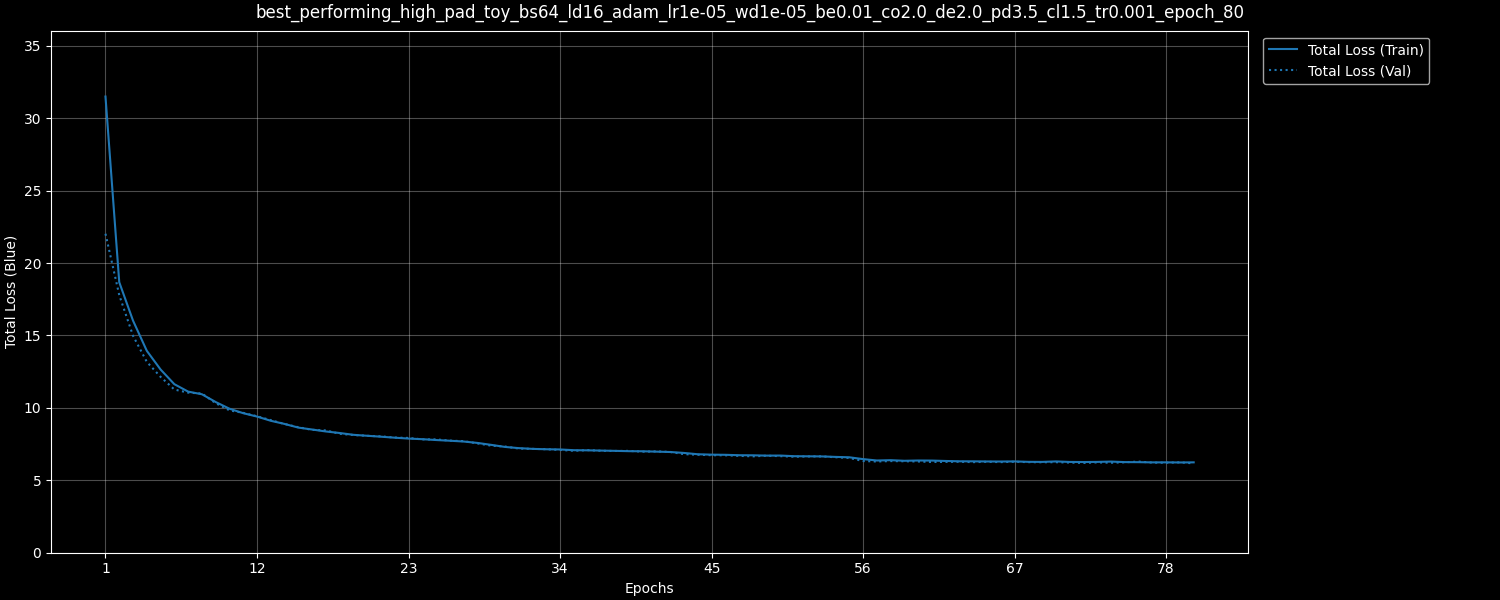 best_performing_high_pad_toy_bs64_ld16_adam_lr1e-05_wd1e-05_be0.01_co2.0_de2.0_pd3.5_cl1.5_tr0.001_epoch_80
Total Loss (Train)
Total Loss (Val)
Total Loss (Blue)
35
30
25
20
15
10
5
0
1 12 23 34 45 56 67 78
Epochs